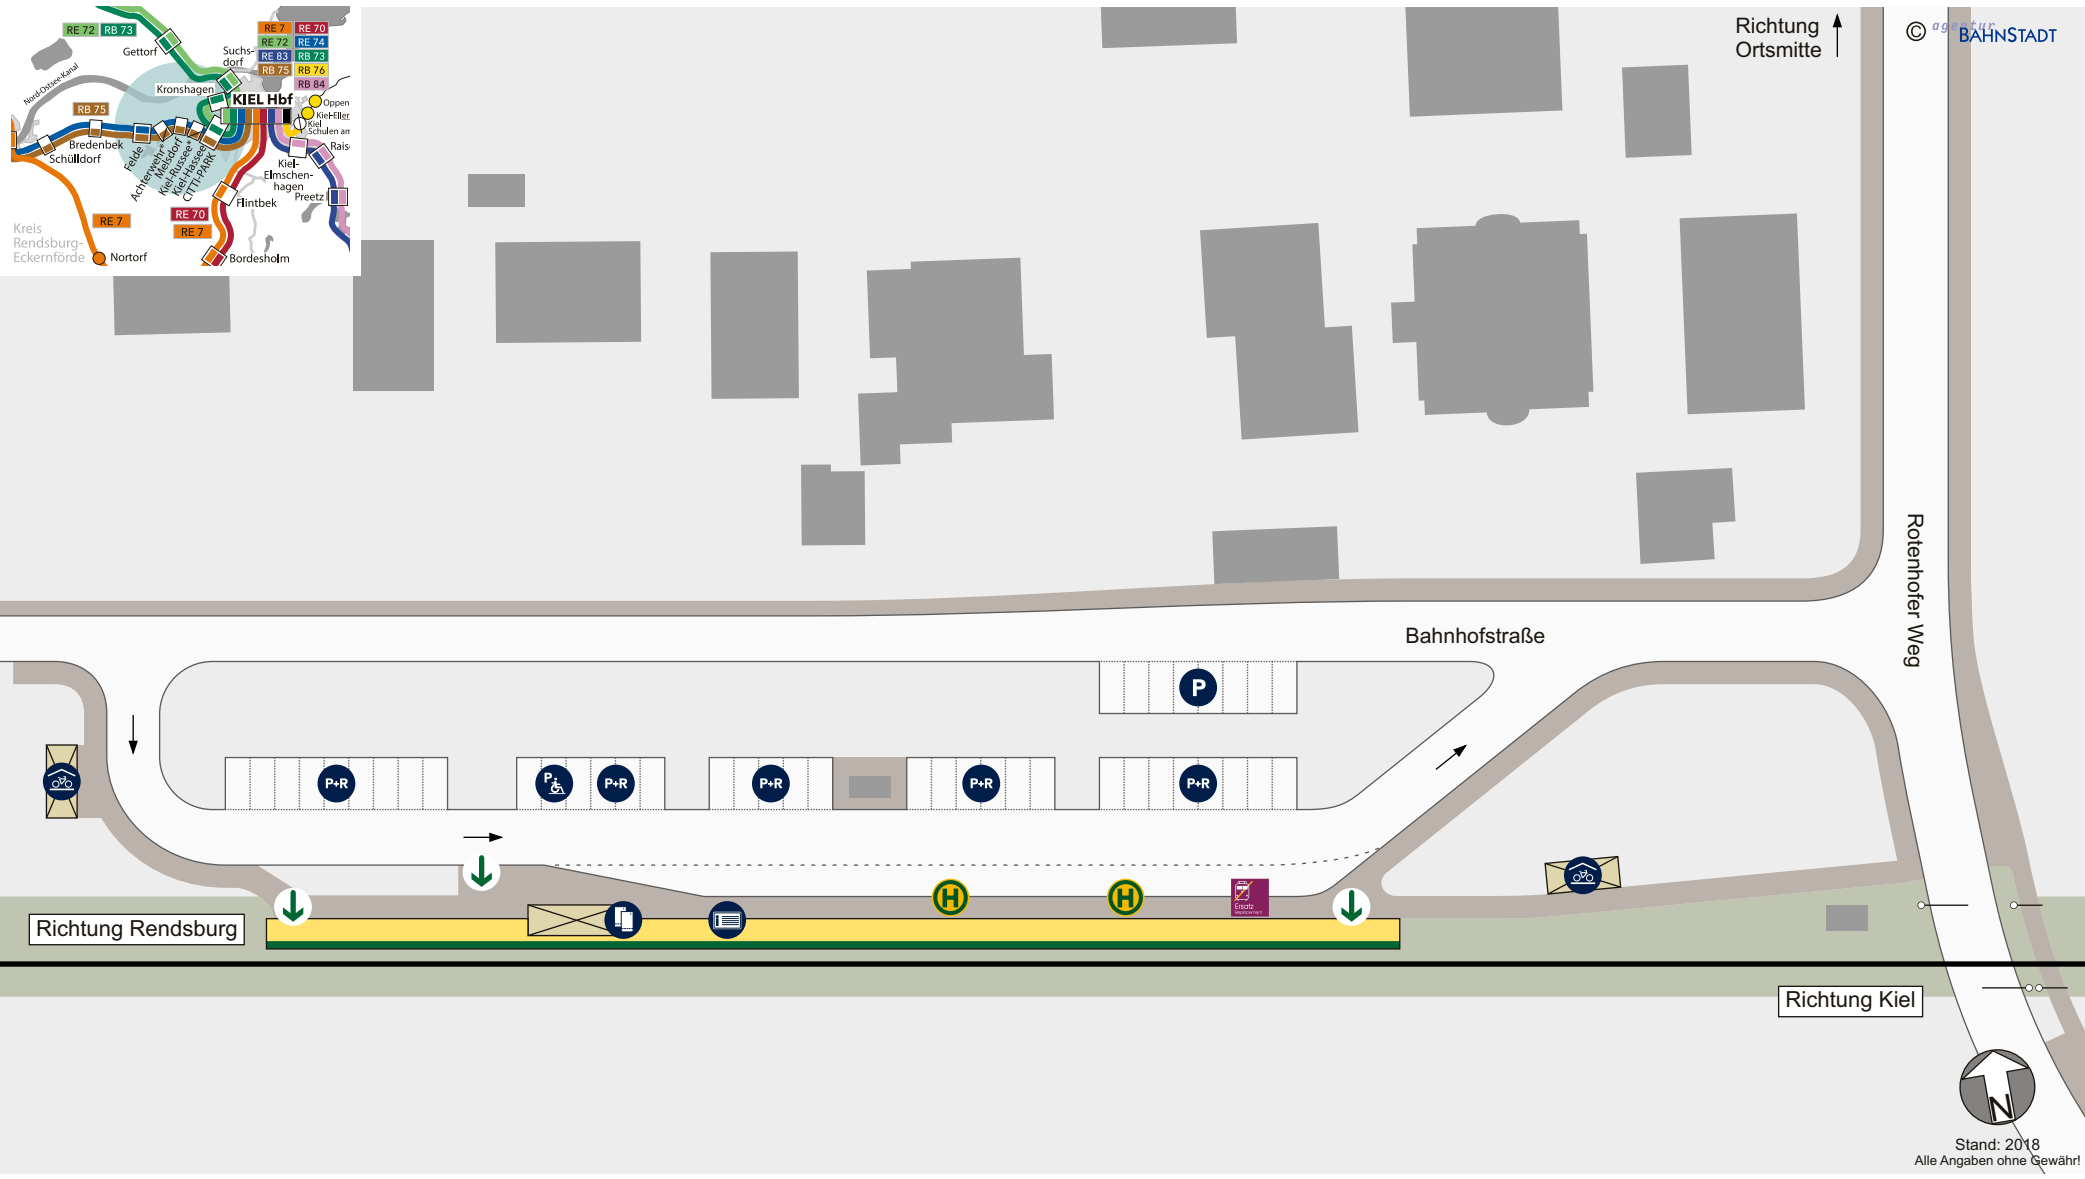 RE 72 RB 73
Gettorf
Suchs-
dorf
RE 7 RE 70
RE 72 RE 74
RE 83 RB 73
RB 75 RB 76
RB 84
Nord-Ostsee-Kanal
Kronshagen
KIEL Hbf
Oppen
Kiel-Eller
Kiel
Schulen am
RB 75
Bredenbek
Schülldorf
Felde
Achterwehr*
Melsdorf
Kiel-Russee*
Kiel-Hassee
CITTI-PARK
Kiel-
Elmschen-
hagen
Rais
Preetz
Flintbek
RE 70
RE 7
RE 7
Kreis
Rendsburg-
Eckernförde
Nortorf
Bordesholm
Richtung
Ortsmitte
© agentur
BAHNSTADT
Rotenhofer Weg
Bahnhofstraße
P
P+R
P
P+R
P+R
P+R
P+R
H
H
Ersatz
Replacement
Richtung Rendsburg
Richtung Kiel
N
Stand: 2018
Alle Angaben ohne Gewähr!